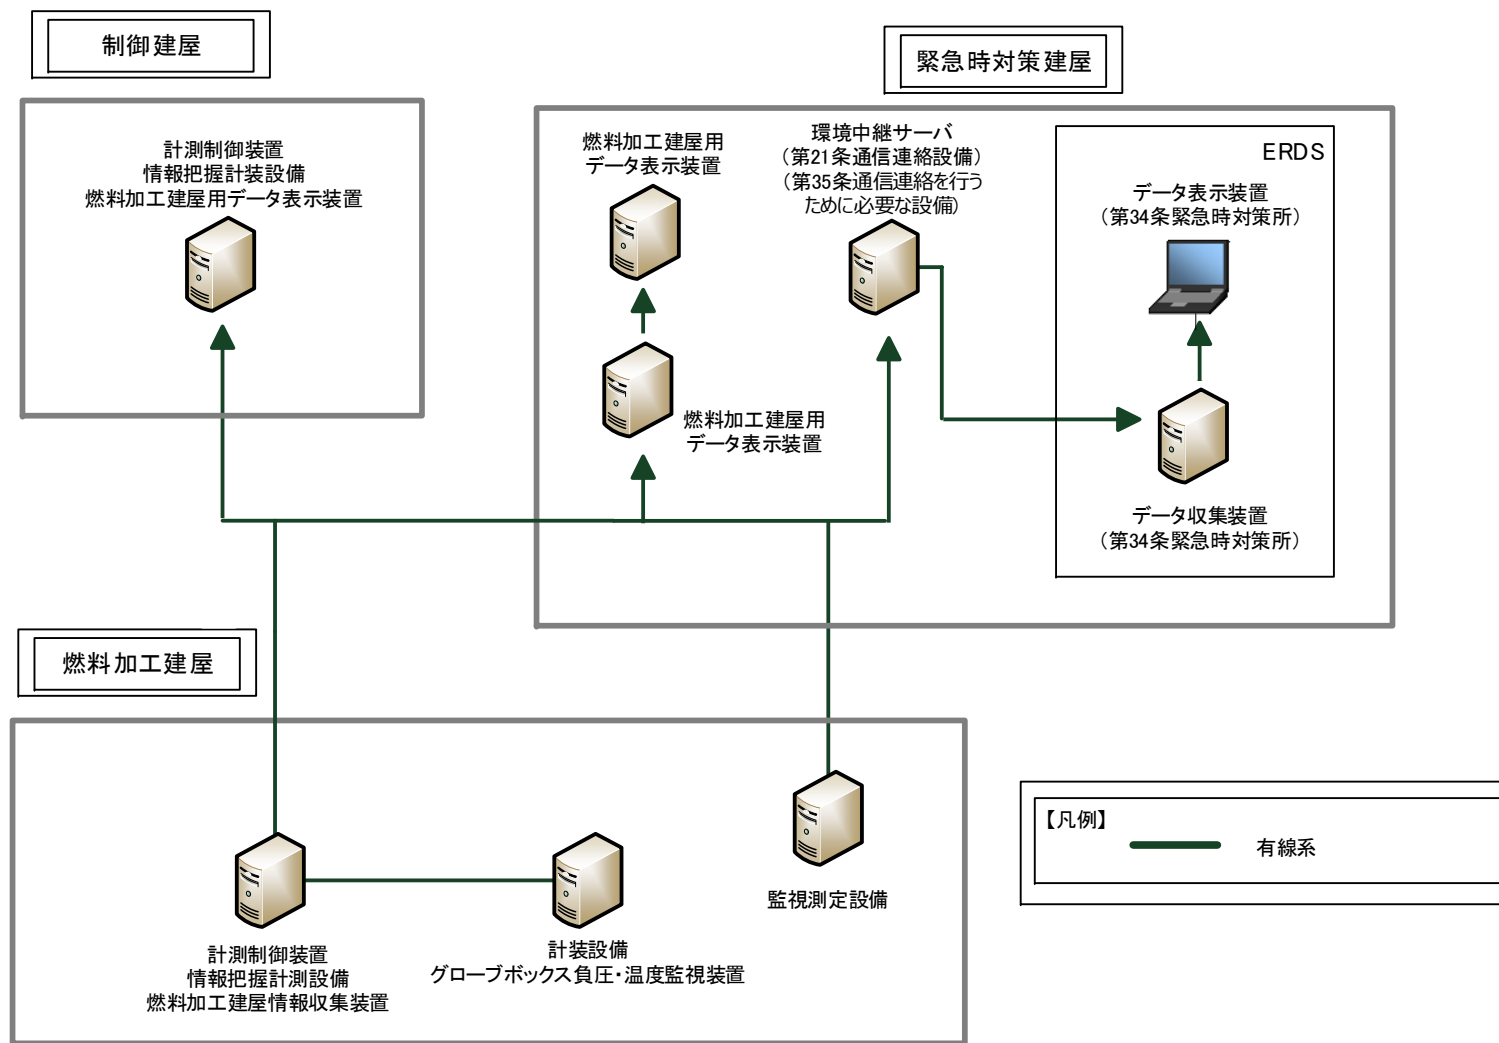 制御建屋
計測制御装置
情報把握計装設備
燃料加工建屋用データ表示装置
緊急時対策建屋
燃料加工建屋用
データ表示装置
環境中継サーバ
（第21条通信連絡設備）
（第35条通信連絡を行う
ために必要な設備）
ERDS
データ表示装置
（第34条緊急時対策所）
燃料加工建屋用
データ表示装置
データ収集装置
（第34条緊急時対策所）
燃料加工建屋
監視測定設備
計測制御装置
情報把握計測設備
燃料加工建屋情報収集装置
計装設備
グローブボックス負圧・温度監視装置
【凡例】
有線系